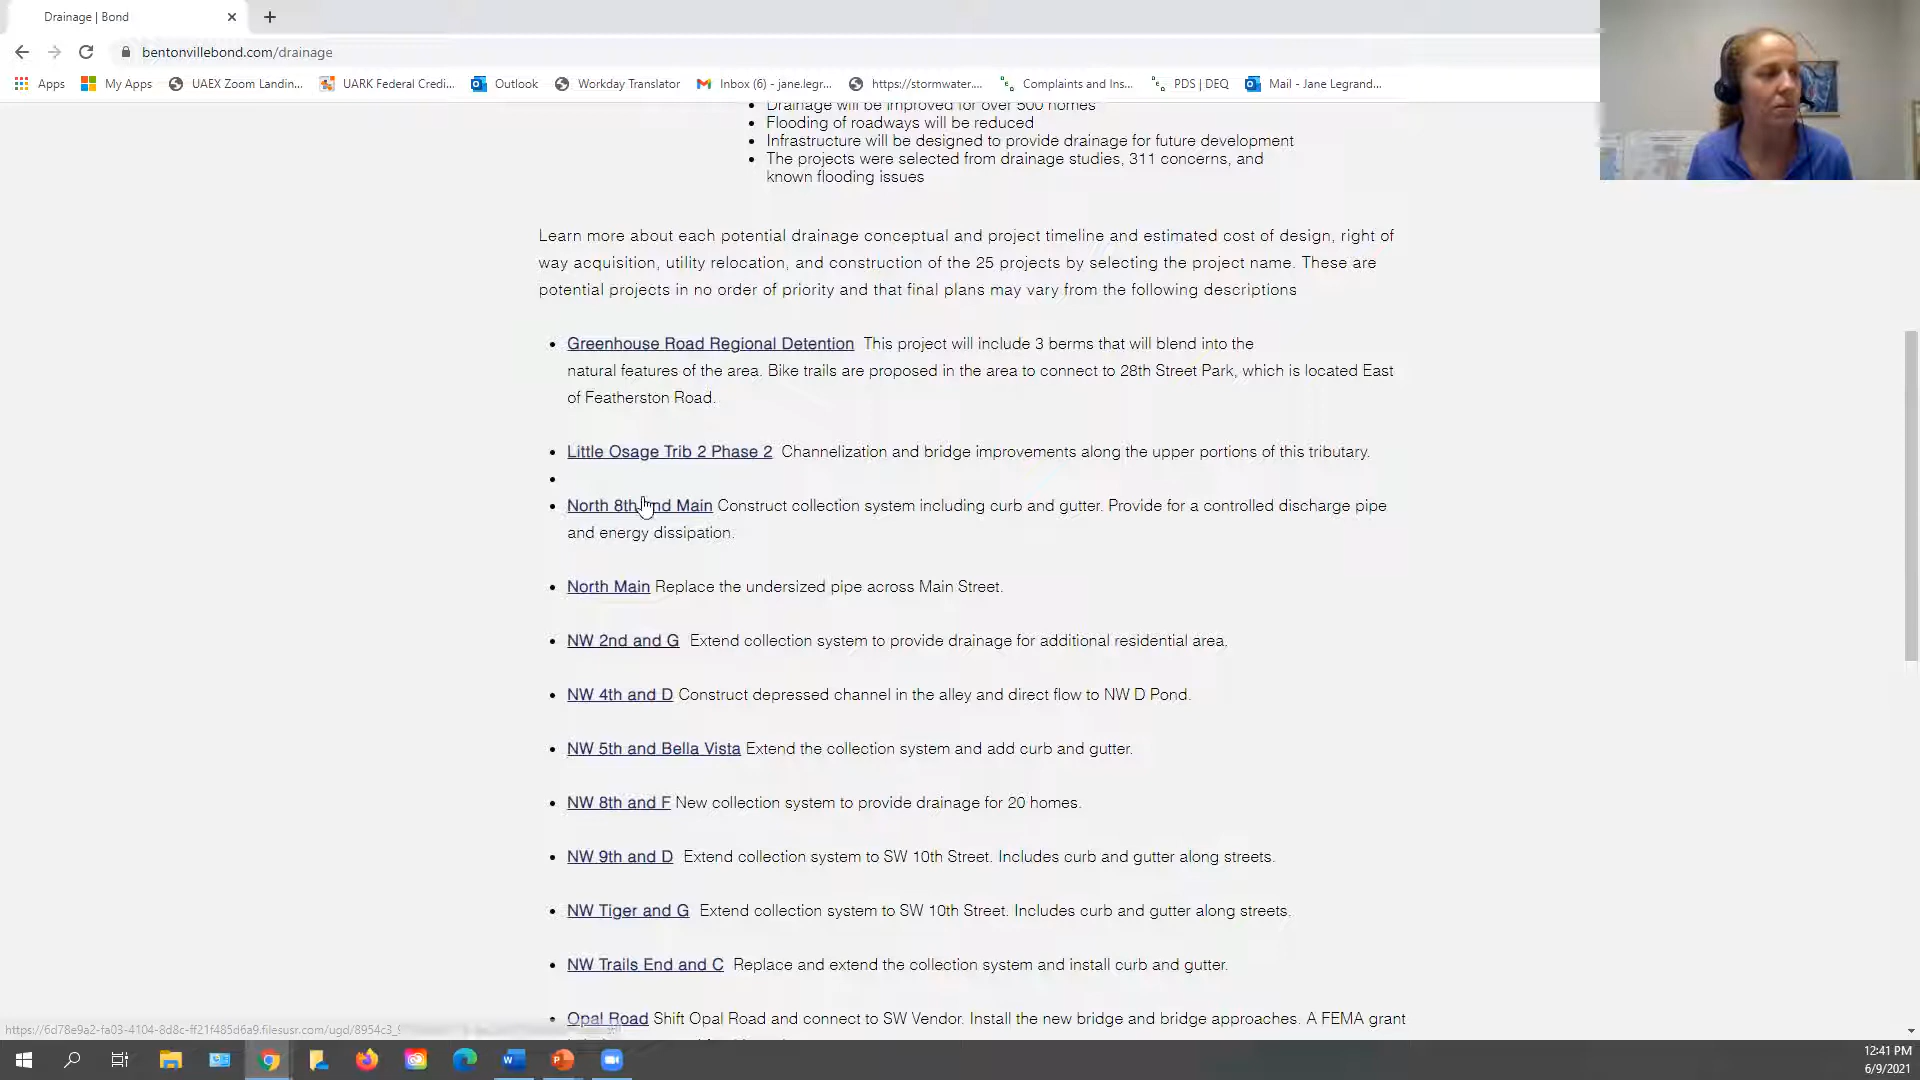 Drainage | Bond
bentonvillebond.com/drainage
Apps My Apps UAEX Zoom Landin... UARK Federal Credi... Outlook Workday Translator Inbox (6) - jane.legr... https://stormwater.... Complaints and Ins... PDS | DEQ Mail - Jane Legrand...
Drainage will be improved for over 500 homes
Flooding of roadways will be reduced
Infrastructure will be designed to provide drainage for future development
The projects were selected from drainage studies, 311 concerns, and
known flooding issues
Learn more about each potential drainage conceptual and project timeline and estimated cost of design, right of
way acquisition, utility relocation, and construction of the 25 projects by selecting the project name. These are
potential projects in no order of priority and that final plans may vary from the following descriptions
Greenhouse Road Regional Detention This project will include 3 berms that will blend into the
natural features of the area. Bike trails are proposed in the area to connect to 28th Street Park, which is located East
of Featherston Road.
Little Osage Trib 2 Phase 2 Channelization and bridge improvements along the upper portions of this tributary.
North 8th and Main Construct collection system including curb and gutter. Provide for a controlled discharge pipe
and energy dissipation.
North Main Replace the undersized pipe across Main Street.
NW 2nd and G Extend collection system to provide drainage for additional residential area.
NW 4th and D Construct depressed channel in the alley and direct flow to NW D Pond.
NW 5th and Bella Vista Extend the collection system and add curb and gutter.
NW 8th and F New collection system to provide drainage for 20 homes.
NW 9th and D Extend collection system to SW 10th Street. Includes curb and gutter along streets.
NW Tiger and G Extend collection system to SW 10th Street. Includes curb and gutter along streets.
NW Trails End and C Replace and extend the collection system and install curb and gutter.
Opal Road Shift Opal Road and connect to SW Vendor. Install the new bridge and bridge approaches. A FEMA grant
https://6d78e9a2-fa03-4104-8d8c-ff21f485d6a9.filesusr.com/ugd/8954c3_9
12:41 PM
6/9/2021